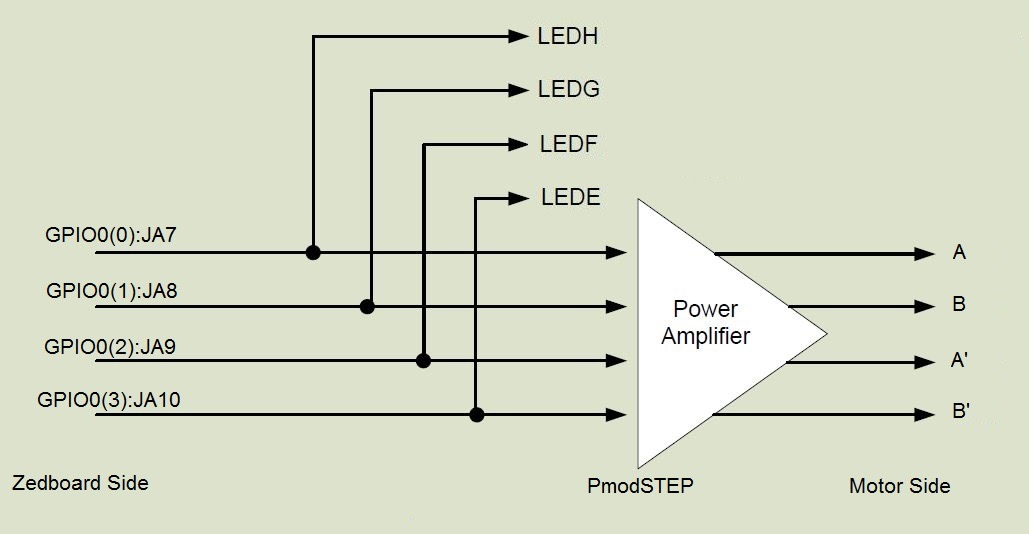 LEDH
LEDG
LEDF
LEDE
GPIO0(0):JA7
A
GPIO0(1):JA8
B
Power
Amplifier
GPIO0(2):JA9
A'
GPIO0(3):JA10
B'
Zedboard Side
PmodSTEP
Motor Side